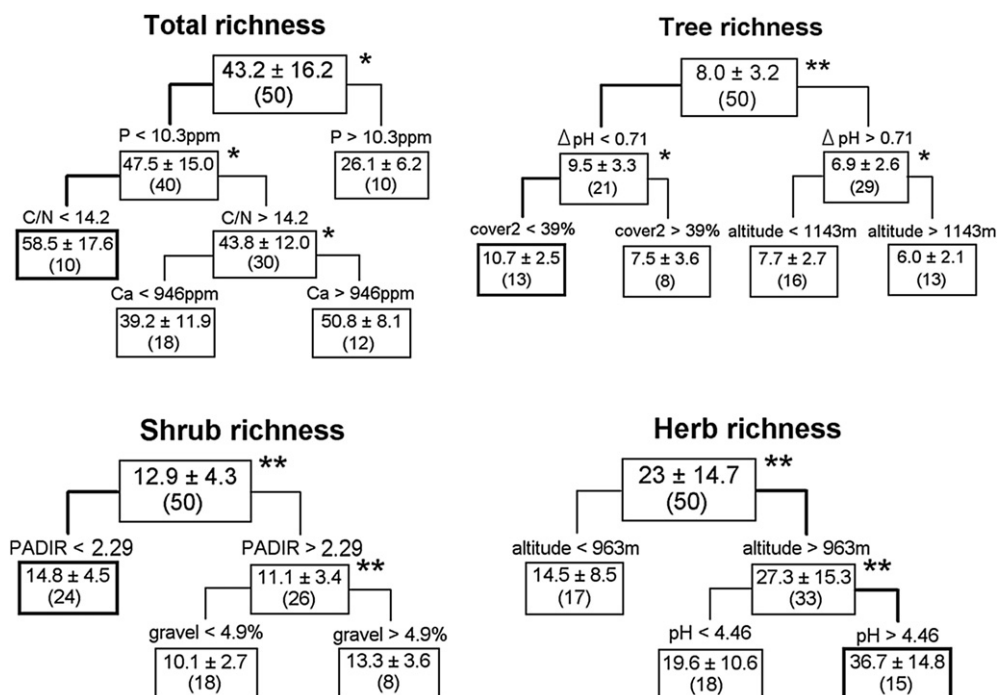 Total richness
43.2 ± 16.2
(50)
*
P < 10.3ppm
P > 10.3ppm
47.5 ± 15.0
(40)
*
26.1 ± 6.2
(10)
C/N < 14.2
C/N > 14.2
58.5 ± 17.6
(10)
43.8 ± 12.0
(30)
*
Ca < 946ppm
Ca > 946ppm
39.2 ± 11.9
(18)
50.8 ± 8.1
(12)
Tree richness
8.0 ± 3.2
(50)
**
Δ pH < 0.71
Δ pH > 0.71
9.5 ± 3.3
(21)
*
6.9 ± 2.6
(29)
*
cover2 < 39%
cover2 > 39%
altitude < 1143m
altitude > 1143m
10.7 ± 2.5
(13)
7.5 ± 3.6
(8)
7.7 ± 2.7
(16)
6.0 ± 2.1
(13)
Shrub richness
12.9 ± 4.3
(50)
**
PADIR < 2.29
PADIR > 2.29
14.8 ± 4.5
(24)
11.1 ± 3.4
(26)
**
gravel < 4.9%
gravel > 4.9%
10.1 ± 2.7
(18)
13.3 ± 3.6
(8)
Herb richness
23 ± 14.7
(50)
**
altitude < 963m
altitude > 963m
14.5 ± 8.5
(17)
27.3 ± 15.3
(33)
**
pH < 4.46
pH > 4.46
19.6 ± 10.6
(18)
36.7 ± 14.8
(15)